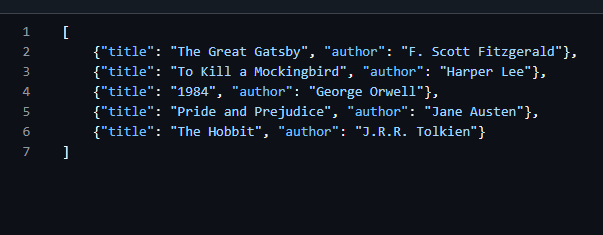 1 [
2 {"title": "The Great Gatsby", "author": "F. Scott Fitzgerald"},
3 {"title": "To Kill a Mockingbird", "author": "Harper Lee"},
4 {"title": "1984", "author": "George Orwell"},
5 {"title": "Pride and Prejudice", "author": "Jane Austen"},
6 {"title": "The Hobbit", "author": "J.R.R. Tolkien"}
7 ]